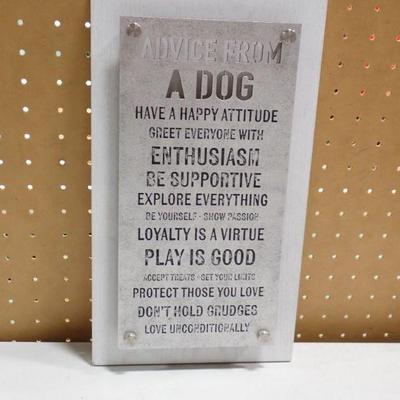 ADVICE FROM
A DOG
HAVE A HAPPY ATTITUDE
GREET EVERYONE WITH
ENTHUSIASM
BE SUPPORTIVE
EXPLORE EVERYTHING
BE YOURSELF - SHOW PASSION
LOYALTY IS A VIRTUE
PLAY IS GOOD
ACCEPT TREATS - SET YOUR LIMITS
PROTECT THOSE YOU LOVE
DON'T HOLD GRUDGES
LOVE UNCONDITIONALLY